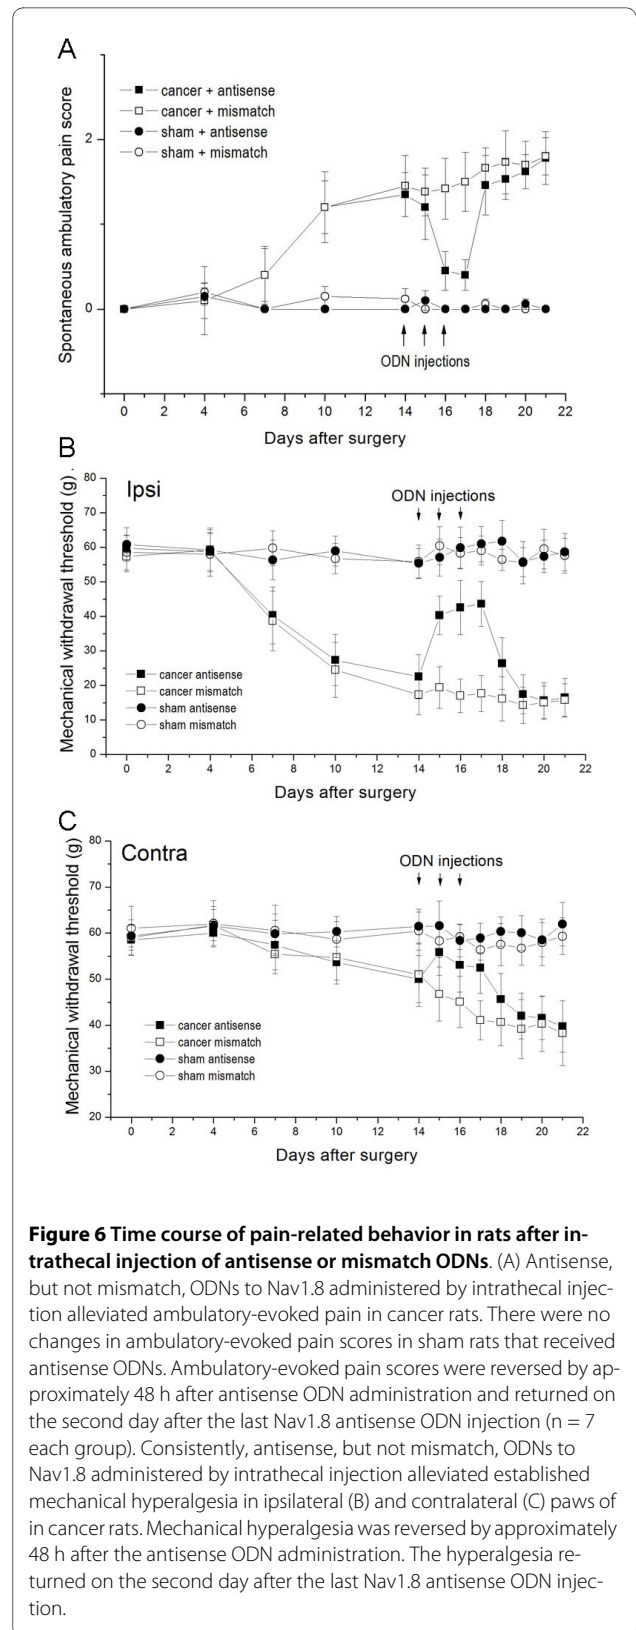 A
Spontaneous ambulatory pain score
cancer + antisense
cancer + mismatch
sham + antisense
sham + mismatch
2
0
ODN injections
0 2 4 6 8 10 12 14 16 18 20 22
Days after surgery
B
Mechanical withdrawal threshold (g) .
Ipsi
ODN injections
80
70
60
50
40
30
20
10
0
cancer antisense
cancer mismatch
sham antisense
sham mismatch
0 2 4 6 8 10 12 14 16 18 20 22
Days after surgery
C
Mechanical withdrawal threshold (g)
Contra
ODN injections
80
70
60
50
40
30
20
cancer antisense
cancer mismatch
sham antisense
sham mismatch
0 2 4 6 8 10 12 14 16 18 20 22
Days after surgery
Figure 6 Time course of pain-related behavior in rats after in-
trathecal injection of antisense or mismatch ODNs. (A) Antisense,
but not mismatch, ODNs to Nav1.8 administered by intrathecal injec-
tion alleviated ambulatory-evoked pain in cancer rats. There were no
changes in ambulatory-evoked pain scores in sham rats that received
antisense ODNs. Ambulatory-evoked pain scores were reversed by ap-
proximately 48 h after antisense ODN administration and returned on
the second day after the last Nav1.8 antisense ODN injection (n = 7
each group). Consistently, antisense, but not mismatch, ODNs to
Nav1.8 administered by intrathecal injection alleviated established
mechanical hyperalgesia in ipsilateral (B) and contralateral (C) paws of
in cancer rats. Mechanical hyperalgesia was reversed by approximately
48 h after the antisense ODN administration. The hyperalgesia re-
turned on the second day after the last Nav1.8 antisense ODN injec-
tion.